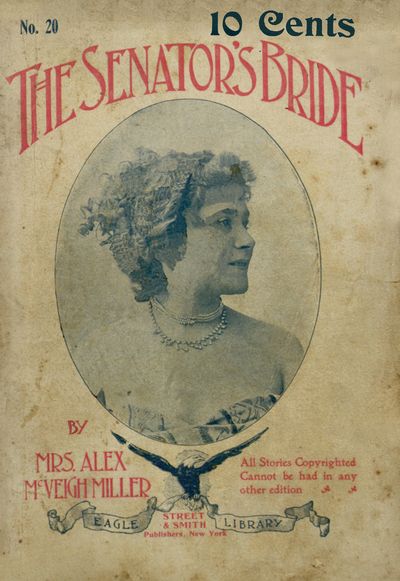 No. 20
10 Cents
THE SENATOR'S BRIDE
BY
MRS. ALEX
McVEIGH MILLER
All Stories Copyrighted
Cannot be had in any
other edition
EAGLE
STREET
& SMITH
LIBRARY
Publishers, New York